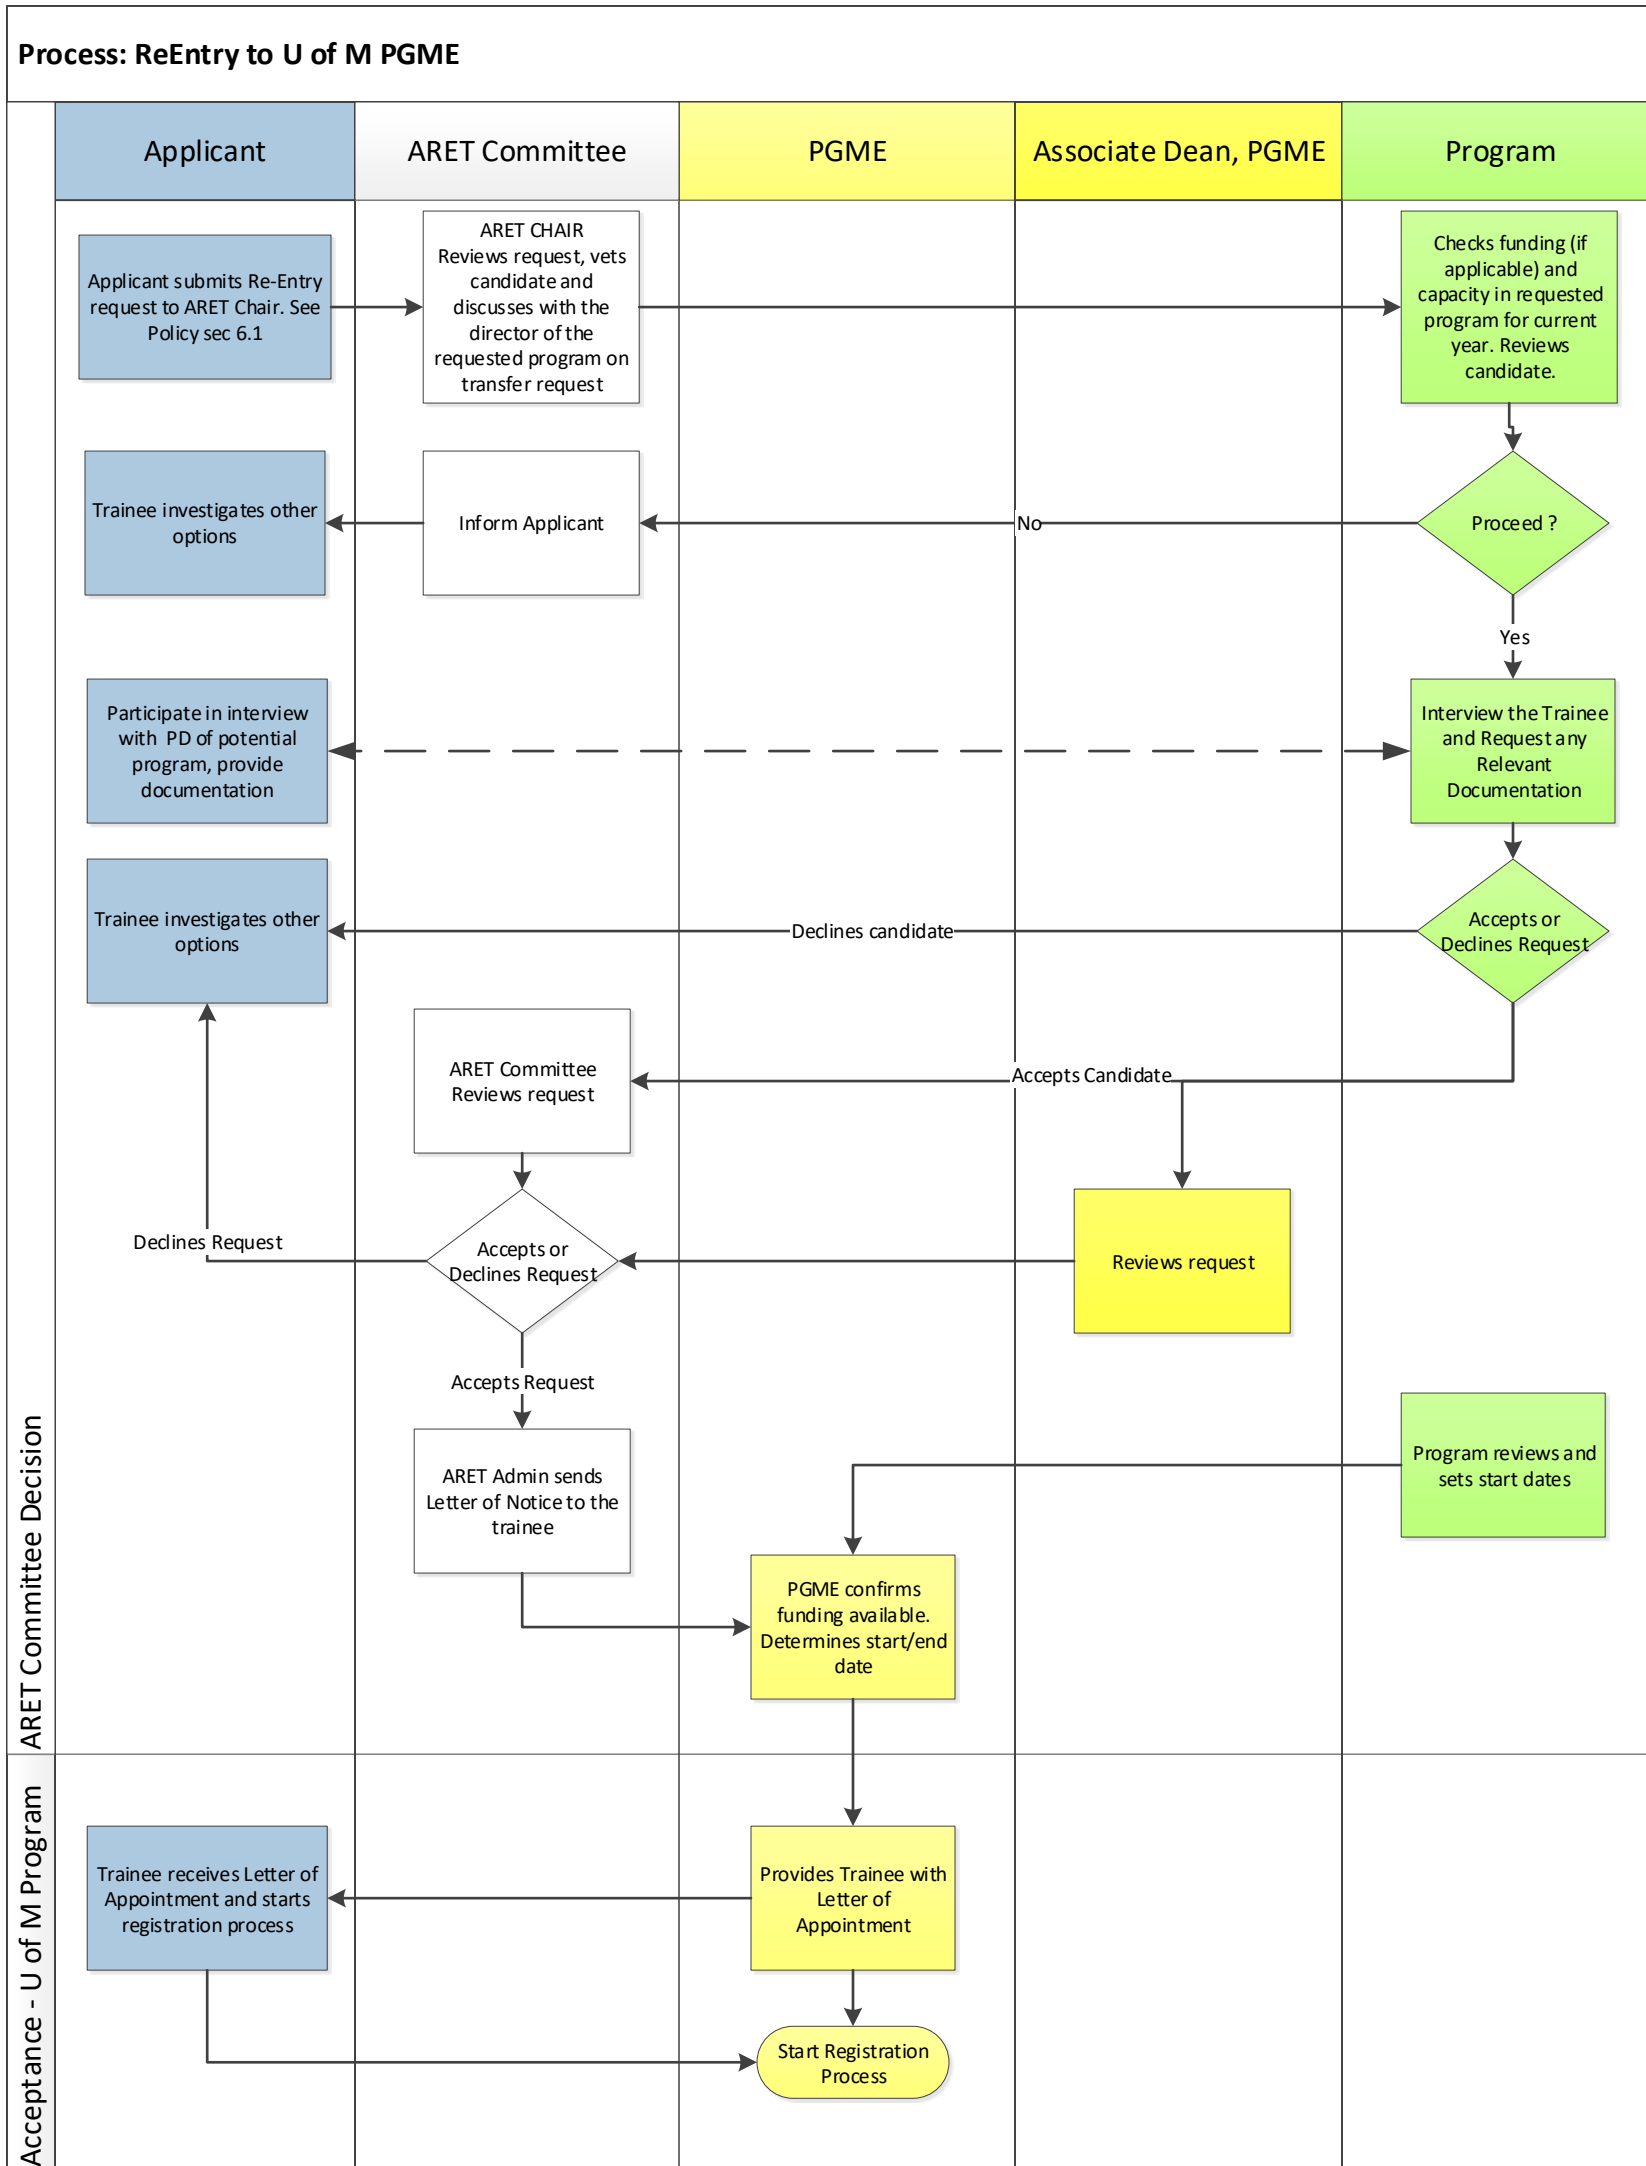 Process: ReEntry to U of M PGME
Applicant
ARET Committee
PGME
Associate Dean, PGME
Program
Applicant submits Re-Entry
request to ARET Chair. See
Policy sec 6.1
ARET CHAIR
Reviews request, vets
candidate and
discusses with the
director of the
requested program on
transfer request
Checks funding (if
applicable) and
capacity in requested
program for current
year. Reviews
candidate.
Trainee investigates other
options
Inform Applicant
No
Proceed ?
Yes
Participate in interview
with PD of potential
program, provide
documentation
Interview the Trainee
and Request any
Relevant
Documentation
Trainee investigates other
options
Declines candidate
Accepts or
Declines Request
ARET Committee
Reviews request
Accepts Candidate
Declines Request
Accepts or
Declines Request
Reviews request
Accepts Request
ARET Admin sends
Letter of Notice to the
trainee
Program reviews and
sets start dates
PGME confirms
funding available.
Determines start/end
date
ARET Committee Decision
Trainee receives Letter of
Appointment and starts
registration process
Provides Trainee with
Letter of
Appointment
Start Registration
Process
Acceptance - U of M Program